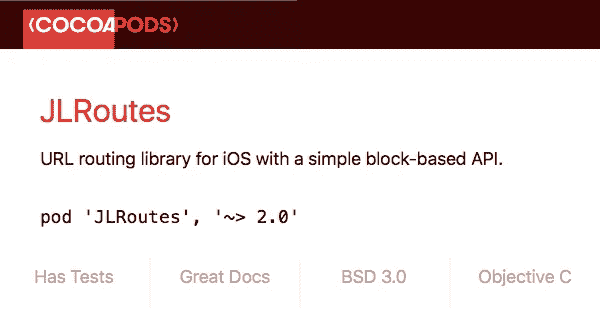 <COCOAPODS>
JLRoutes
URL routing library for iOS with a simple block-based API.
pod 'JLRoutes', '~> 2.0'
Has Tests
Great Docs
BSD 3.0
Objective C